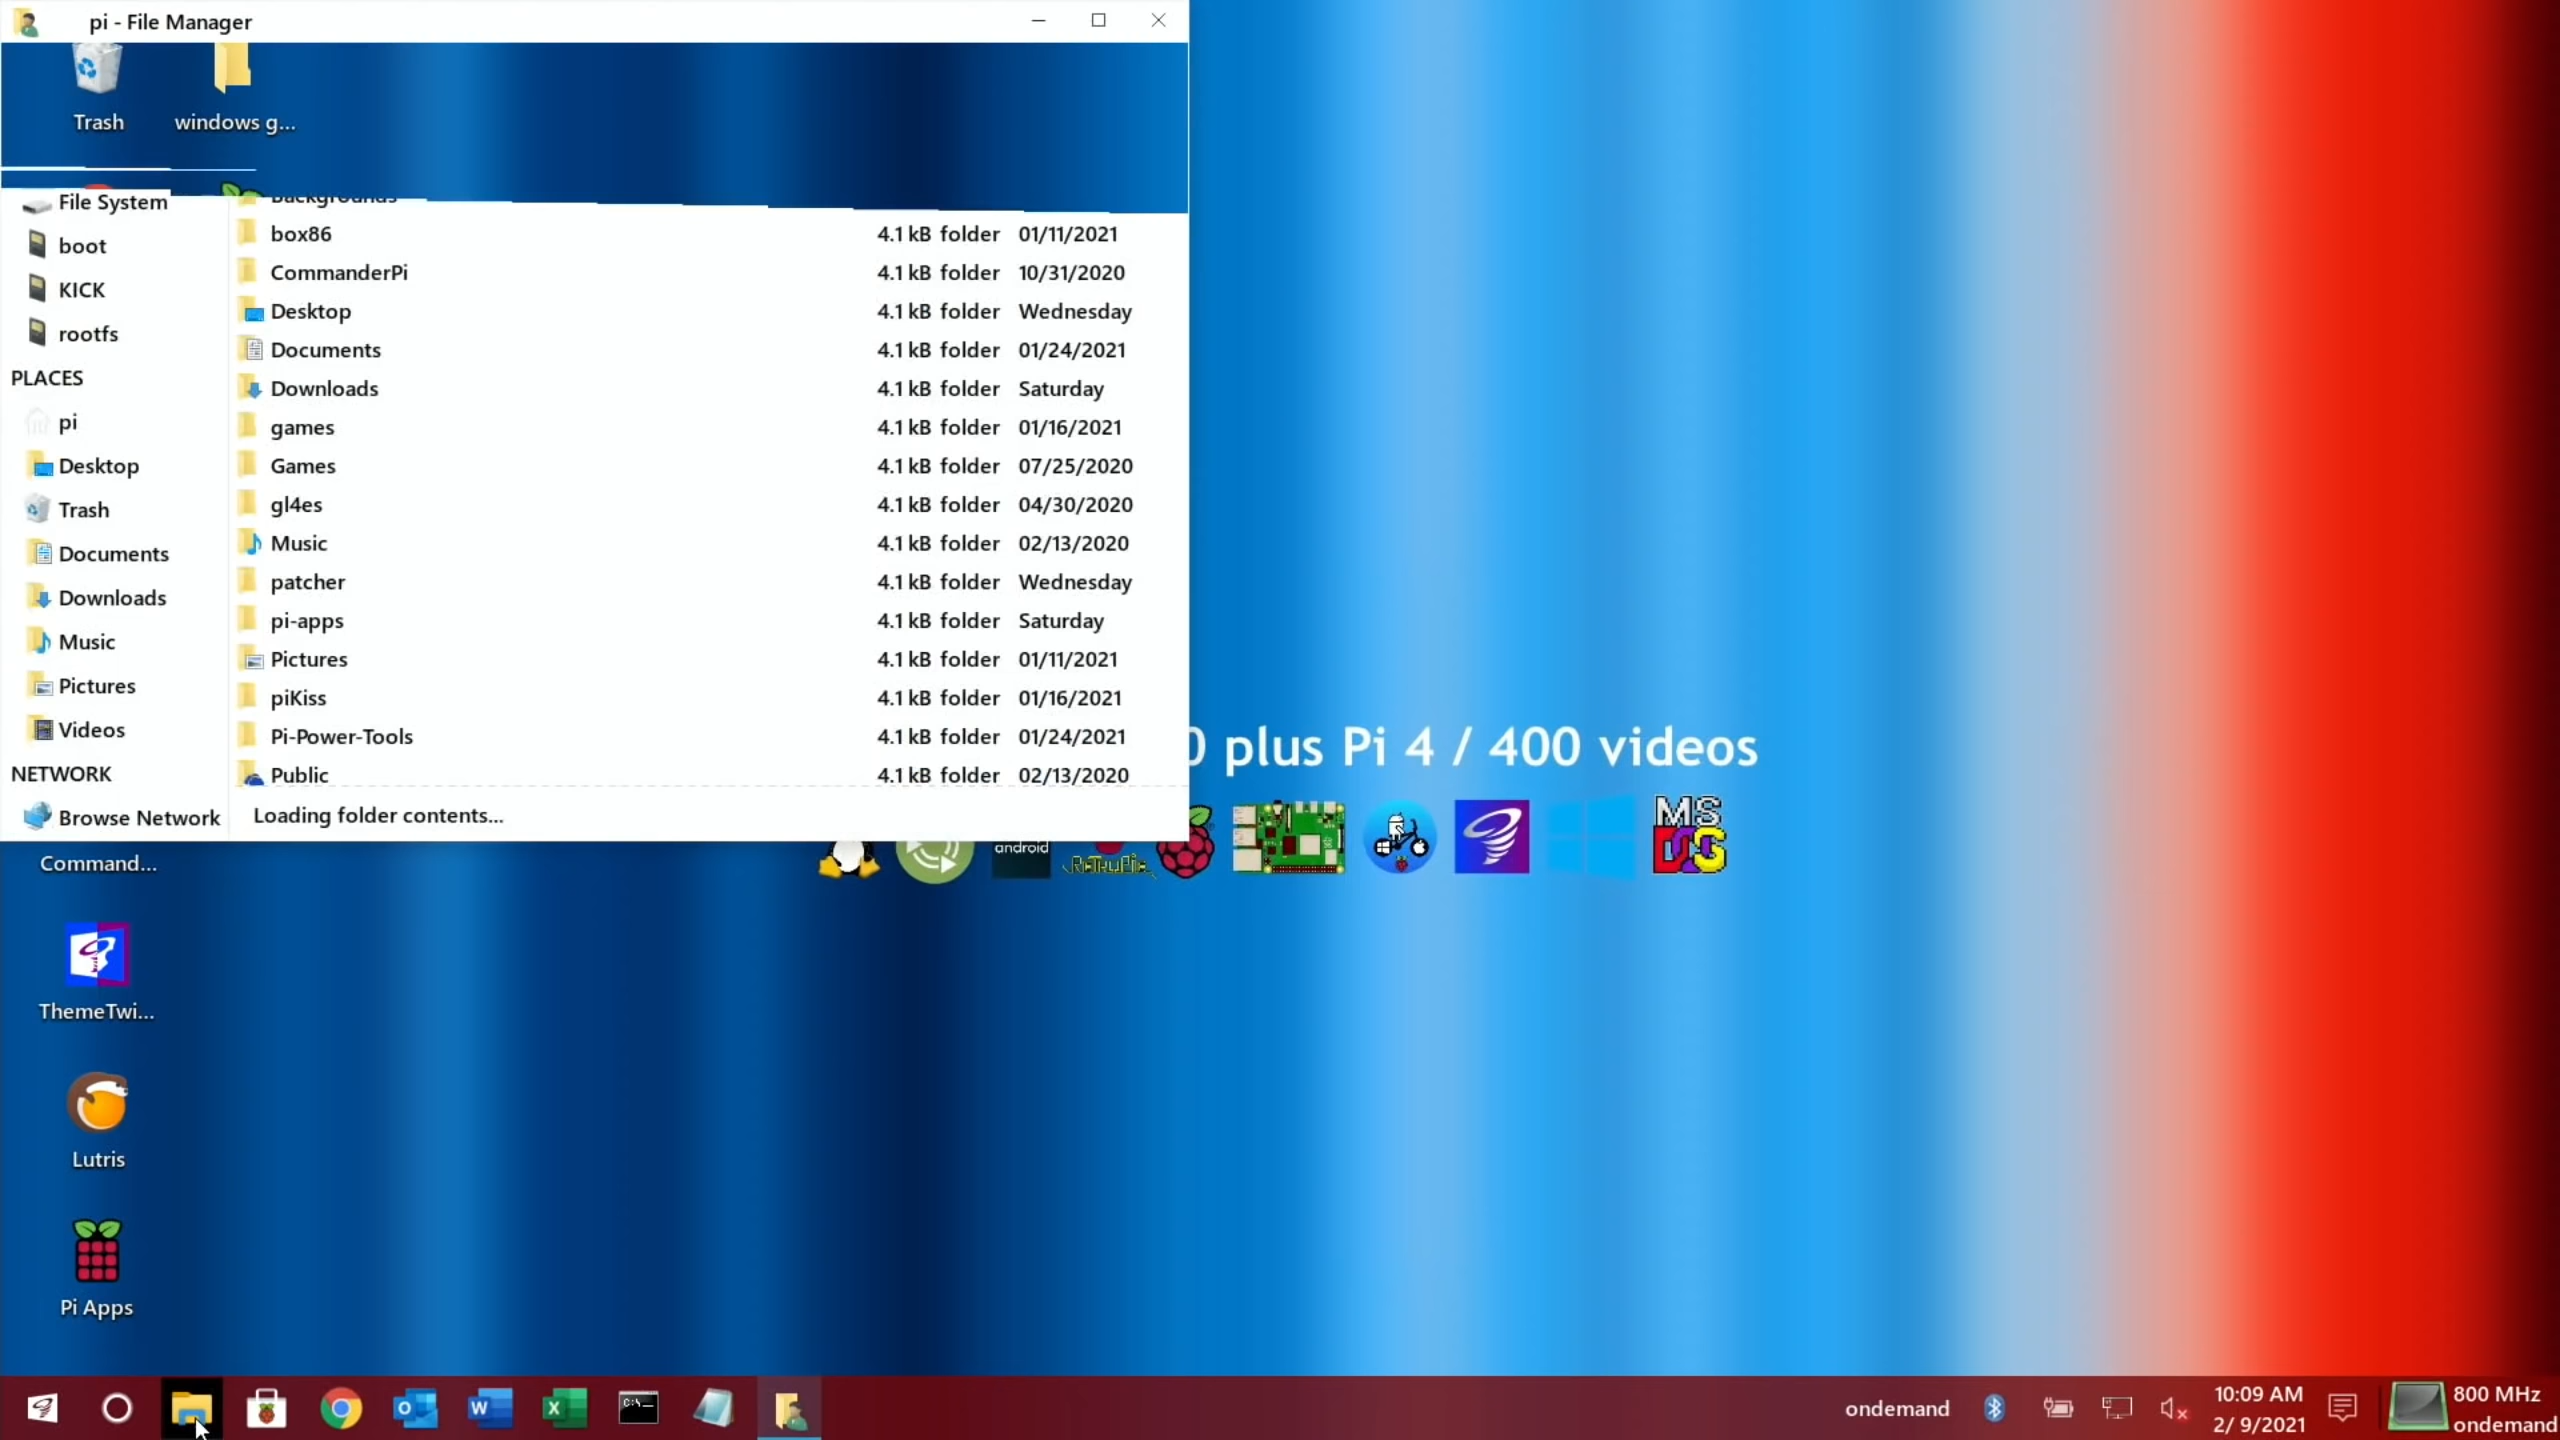 pi - File Manager
Trash
windows g...
File System
boot
KICK
rootfs
PLACES
pi
Desktop
Trash
Documents
Downloads
Music
Pictures
Videos
NETWORK
Browse Network
Backgrounds
box86 4.1 kB folder 01/11/2021
CommanderPi 4.1 kB folder 10/31/2020
Desktop 4.1 kB folder Wednesday
Documents 4.1 kB folder 01/24/2021
Downloads 4.1 kB folder Saturday
games 4.1 kB folder 01/16/2021
Games 4.1 kB folder 07/25/2020
gl4es 4.1 kB folder 04/30/2020
Music 4.1 kB folder 02/13/2020
patcher 4.1 kB folder Wednesday
pi-apps 4.1 kB folder Saturday
Pictures 4.1 kB folder 01/11/2021
piKiss 4.1 kB folder 01/16/2021
Pi-Power-Tools 4.1 kB folder 01/24/2021
Public 4.1 kB folder 02/13/2020
Loading folder contents...
0 plus Pi 4 / 400 videos
android
RetroPie
MS
DOS
Command...
ThemeTwi...
Lutris
Pi Apps
C:\_
ondemand
10:09 AM
2/ 9/2021
800 MHz
ondemand